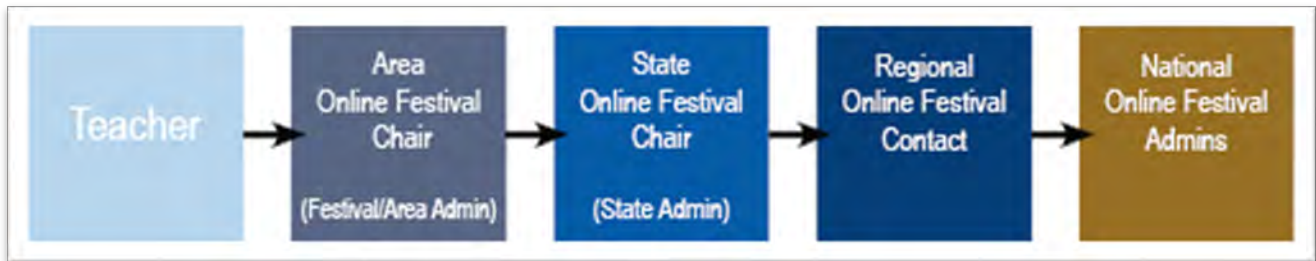 Teacher
Area
Online Festival
Chair
(Festival/Area Admin)
State
Online Festival
Chair
(State Admin)
Regional
Online Festival
Contact
National
Online Festival
Admins